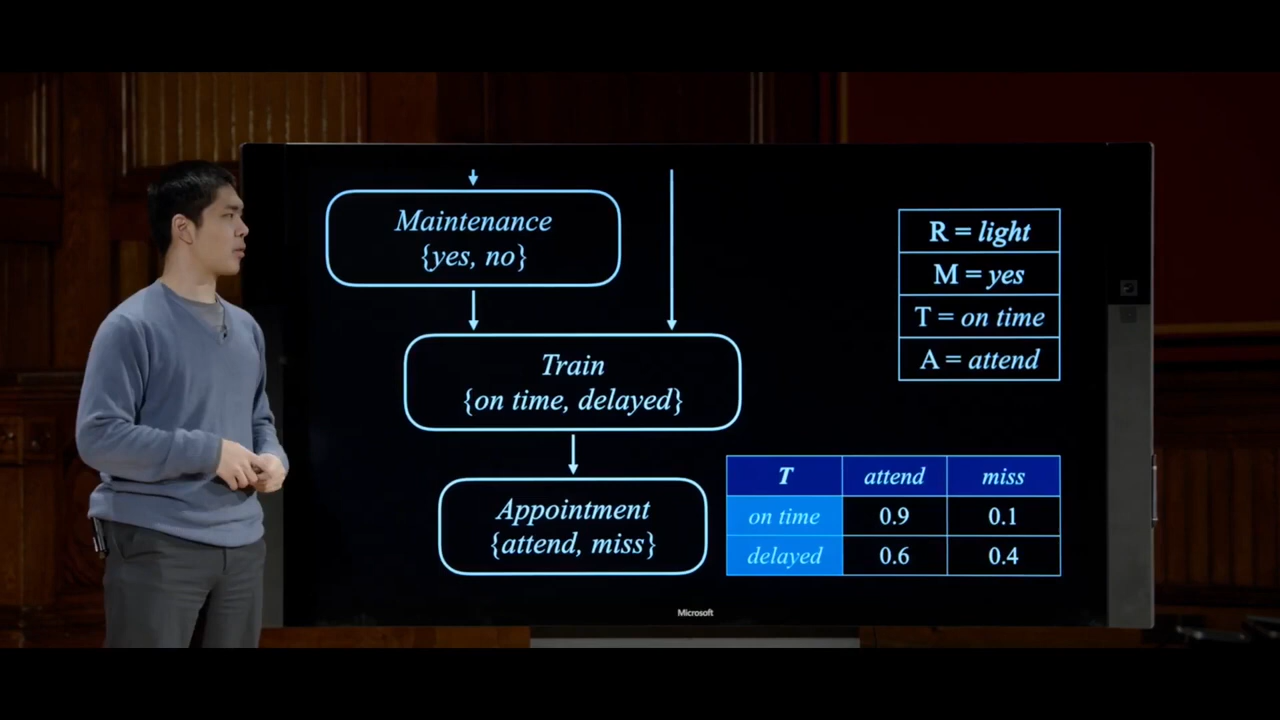 Maintenance
{yes, no}
Train
{on time, delayed}
Appointment
{attend, miss}
R = light
M = yes
T = on time
A = attend
T attend miss
on time 0.9 0.1
delayed 0.6 0.4
Microsoft